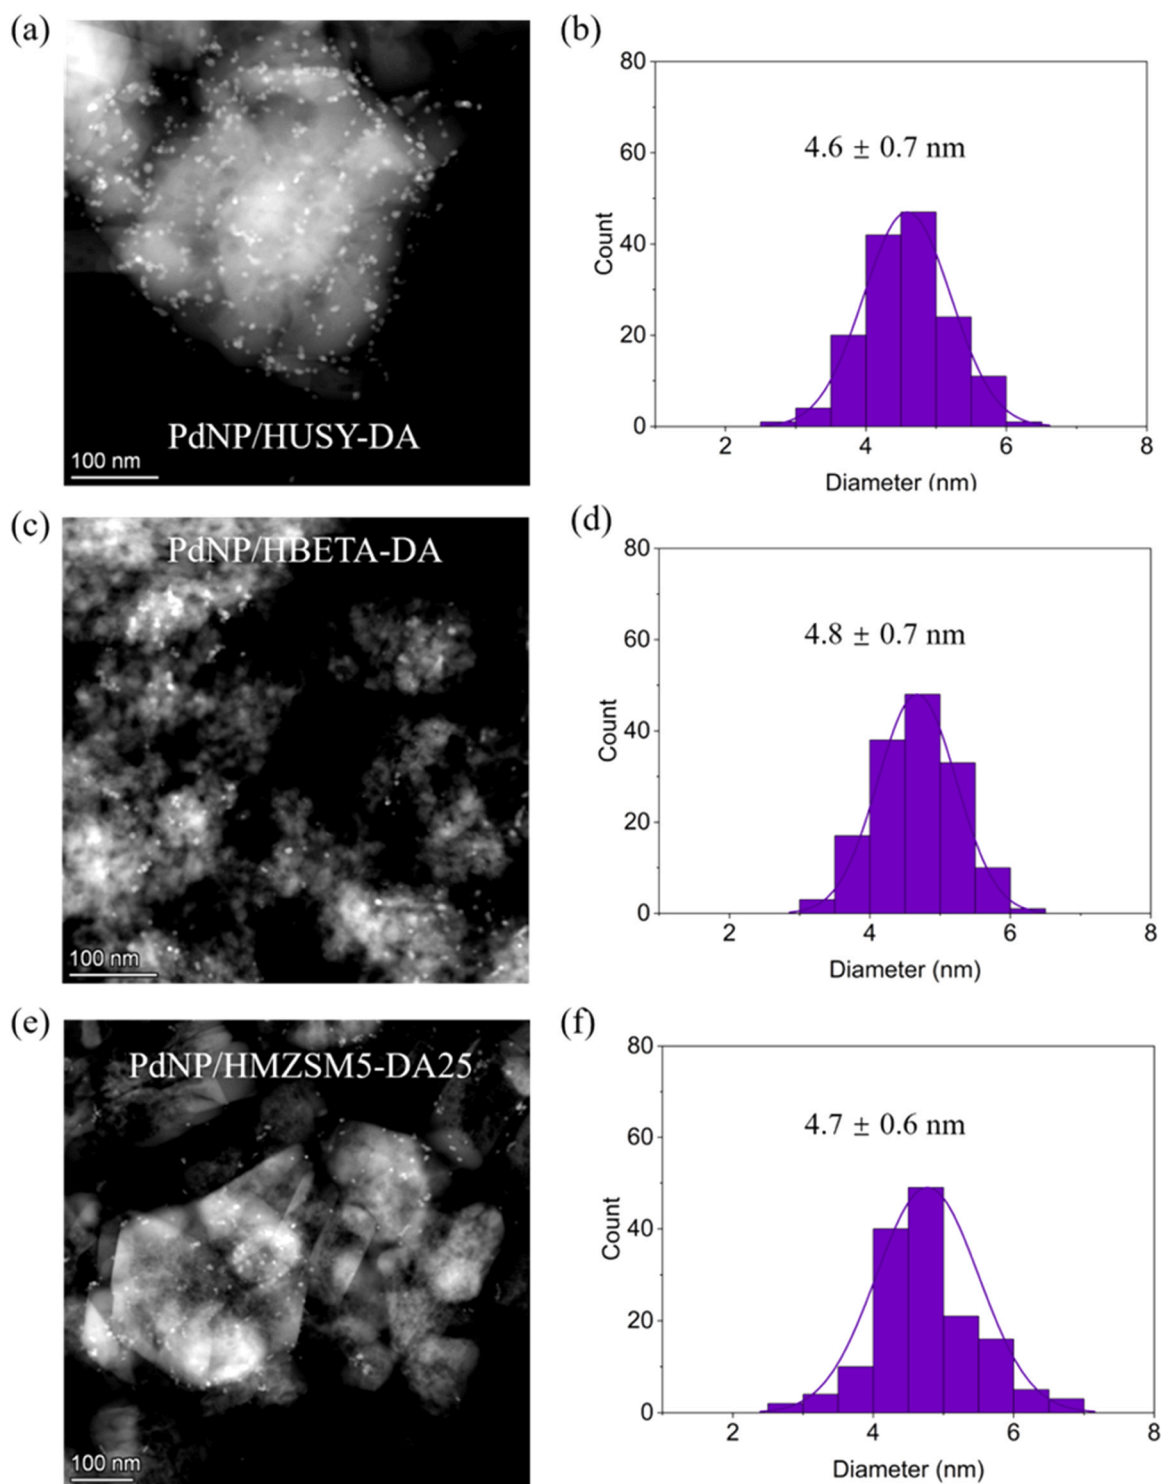 (a)
PdNP/HUSY-DA
100 nm
(b)
80
60
40
20
0
4.6 ± 0.7 nm
Count
2 4 6 8
Diameter (nm)
(c)
PdNP/HBETA-DA
100 nm
(d)
80
60
40
20
0
4.8 ± 0.7 nm
Count
2 4 6 8
Diameter (nm)
(e)
PdNP/HMZSM5-DA25
100 nm
(f)
80
60
40
20
0
4.7 ± 0.6 nm
Count
2 4 6 8
Diameter (nm)